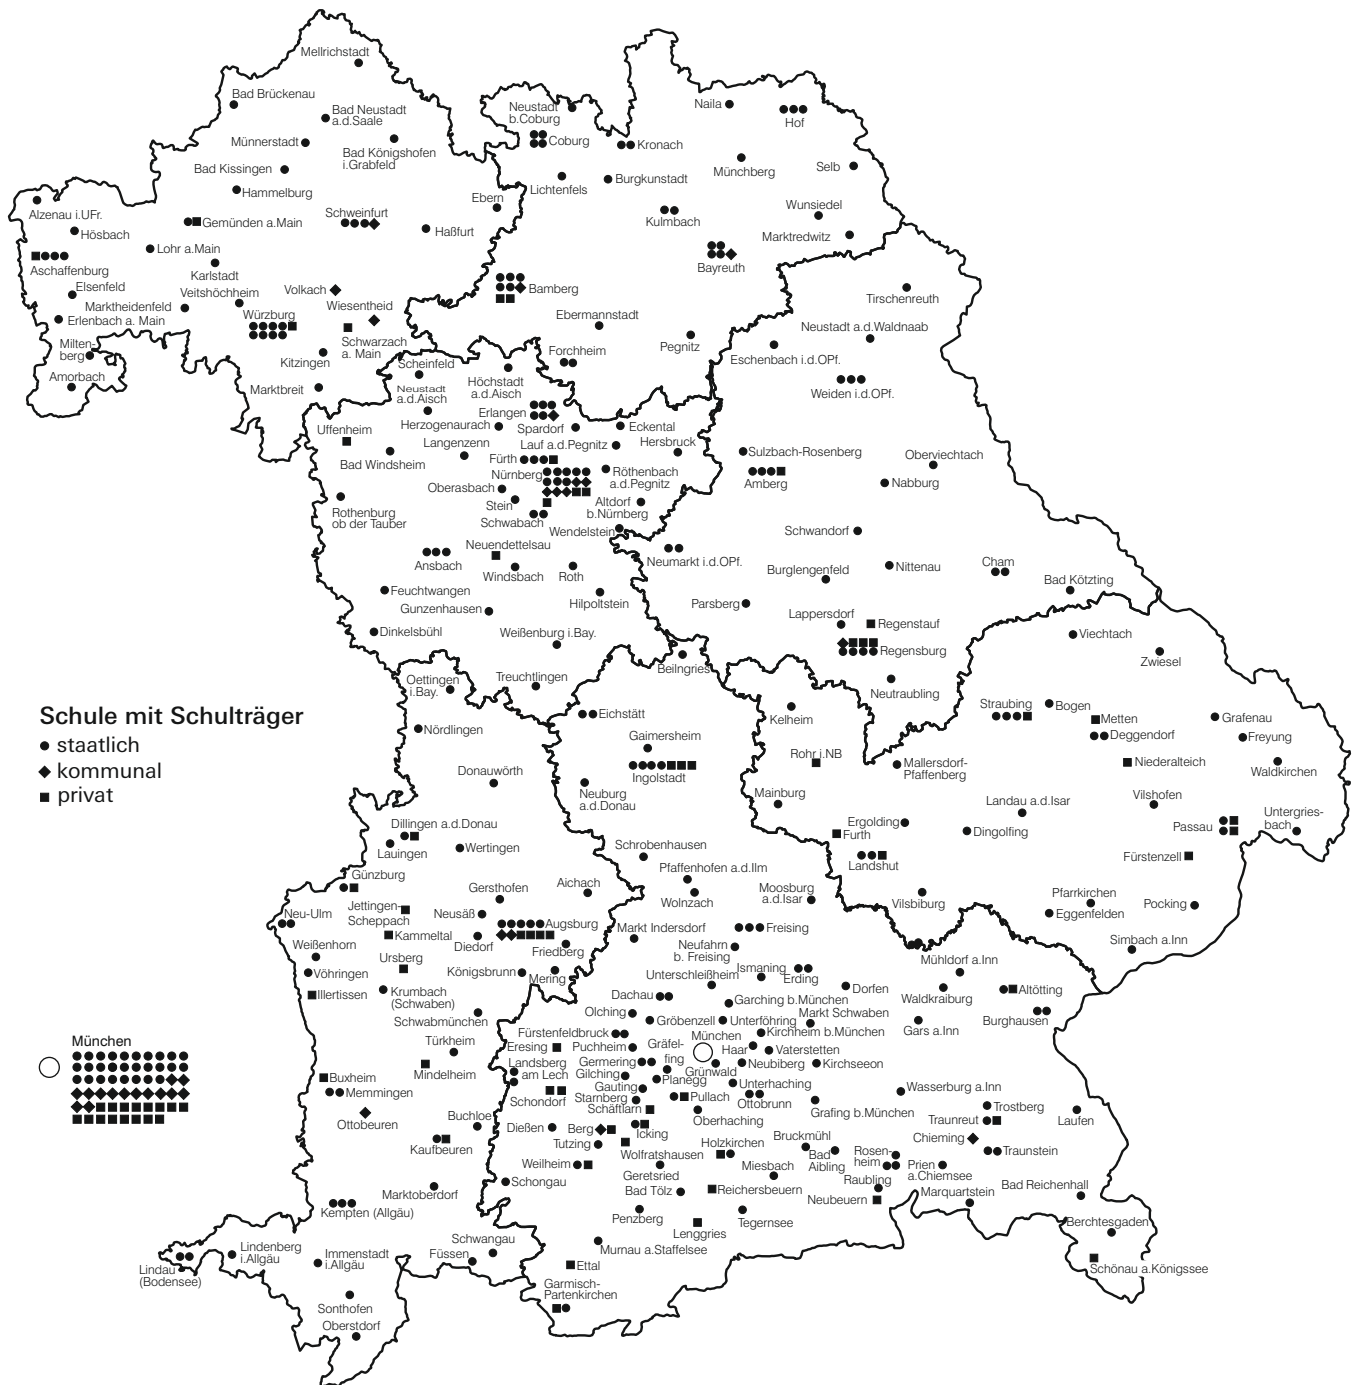 Mellrichstadt
Bad Brückenau
Bad Neustadt
a.d.Saale
Münnerstadt
Bad Königshofen
i.Grabfeld
Bad Kissingen
Hammelburg
Ebern
Alzenau i.UFr.
Hösbach
Gemünden a.Main
Schweinfurt
Haßfurt
Aschaffenburg
Lohr a.Main
Karlstadt
Elsenfeld
Veitshöchheim
Volkach
Marktheidenfeld
Wiesentheid
Erlenbach a. Main
Würzburg
Schwarzach
a. Main
Milten-
berg
Kitzingen
Amorbach
Marktbreit
Neustadt
b.Coburg
Coburg
Kronach
Naila
Hof
Lichtenfels
Burgkunstadt
Münchberg
Selb
Kulmbach
Wunsiedel
Marktredwitz
Bayreuth
Bamberg
Ebermannstadt
Forchheim
Pegnitz
Tirschenreuth
Neustadt a.d.Waldnaab
Eschenbach i.d.OPf.
Weiden i.d.OPf.
Scheinfeld
Höchstadt
a.d.Aisch
Neustadt
a.d.Aisch
Erlangen
Herzogenaurach
Spardorf
Eckental
Uffenheim
Langenzenn
Lauf a.d.Pegnitz
Hersbruck
Bad Windsheim
Fürth
Nürnberg
Röthenbach
a.d.Pegnitz
Oberasbach
Stein
Altdorf
b.Nürnberg
Rothenburg
ob der Tauber
Schwabach
Wendelstein
Neuendettelsau
Ansbach
Windsbach
Roth
Feuchtwangen
Gunzenhausen
Hilpoltstein
Dinkelsbühl
Weißenburg i.Bay.
Treuchtlingen
Sulzbach-Rosenberg
Amberg
Oberviechtach
Nabburg
Schwandorf
Neumarkt i.d.OPf.
Burglengenfeld
Nittenau
Cham
Bad Kötzting
Parsberg
Lappersdorf
Regenstauf
Regensburg
Neutraubling
Beilngries
Viechtach
Zwiesel
Oettingen
i.Bay.
Nördlingen
Donauwörth
Eichstätt
Gaimersheim
Ingolstadt
Neuburg
a.d.Donau
Kelheim
Rohr i.NB
Mainburg
Mallersdorf-
Pfaffenberg
Straubing
Bogen
Metten
Deggendorf
Niederalteich
Grafenau
Freyung
Waldkirchen
Landau a.d.Isar
Vilshofen
Passau
Untergries-
bach
Ergolding
Furth
Dingolfing
Landshut
Fürstenzell
Vilsbiburg
Pfarrkirchen
Eggenfelden
Pocking
Simbach a.Inn
Schule mit Schulträger
staatlich
kommunal
privat
München
Dillingen a.d.Donau
Lauingen
Wertingen
Günzburg
Gersthofen
Aichach
Jettingen-
Scheppach
Neusäß
Augsburg
Neu-Ulm
Kammeltal
Diedorf
Friedberg
Weißenhorn
Ursberg
Vöhringen
Königsbrunn
Mering
Illertissen
Krumbach
(Schwaben)
Schwabmünchen
Türkheim
Buxheim
Mindelheim
Memmingen
Ottobeuren
Buchloe
Kaufbeuren
Marktoberdorf
Kempten (Allgäu)
Lindau
(Bodensee)
Lindenberg
i.Allgäu
Immenstadt
i.Allgäu
Füssen
Schwangau
Sonthofen
Oberstdorf
Schrobenhausen
Pfaffenhofen a.d.Ilm
Wolnzach
Moosburg
a.d.Isar
Markt Indersdorf
Freising
Neufahrn
b. Freising
Unterschleißheim
Ismaning
Erding
Mühldorf a.Inn
Dorfen
Waldkraiburg
Altötting
Burghausen
Dachau
Garching b.München
Olching
Gröbenzell
Unterföhring
Markt Schwaben
Gars a.Inn
Fürstenfeldbruck
Kirchheim b.München
Eresing
Puchheim
Gräfel-
fing
München
Haar
Vaterstetten
Landsberg
am Lech
Germering
Gilching
Planegg
Grünwald
Neubiberg
Kirchseeon
Gauting
Unterhaching
Schondorf
Starnberg
Pullach
Ottobrunn
Wasserburg a.Inn
Schäftlarn
Oberhaching
Grafing b.München
Trostberg
Traunreut
Laufen
Dießen
Berg
Icking
Chieming
Tutzing
Wolfratshausen
Holzkirchen
Bruckmühl
Bad
Aibling
Rosen-
heim
Traunstein
Weilheim
Geretsried
Miesbach
Prien
a.Chiemsee
Schongau
Bad Tölz
Reichersbeuern
Raubling
Neubeuern
Marquartstein
Bad Reichenhall
Penzberg
Lenggries
Tegernsee
Berchtesgaden
Murnau a.Staffelsee
Ettal
Schönau a.Königssee
Garmisch-
Partenkirchen